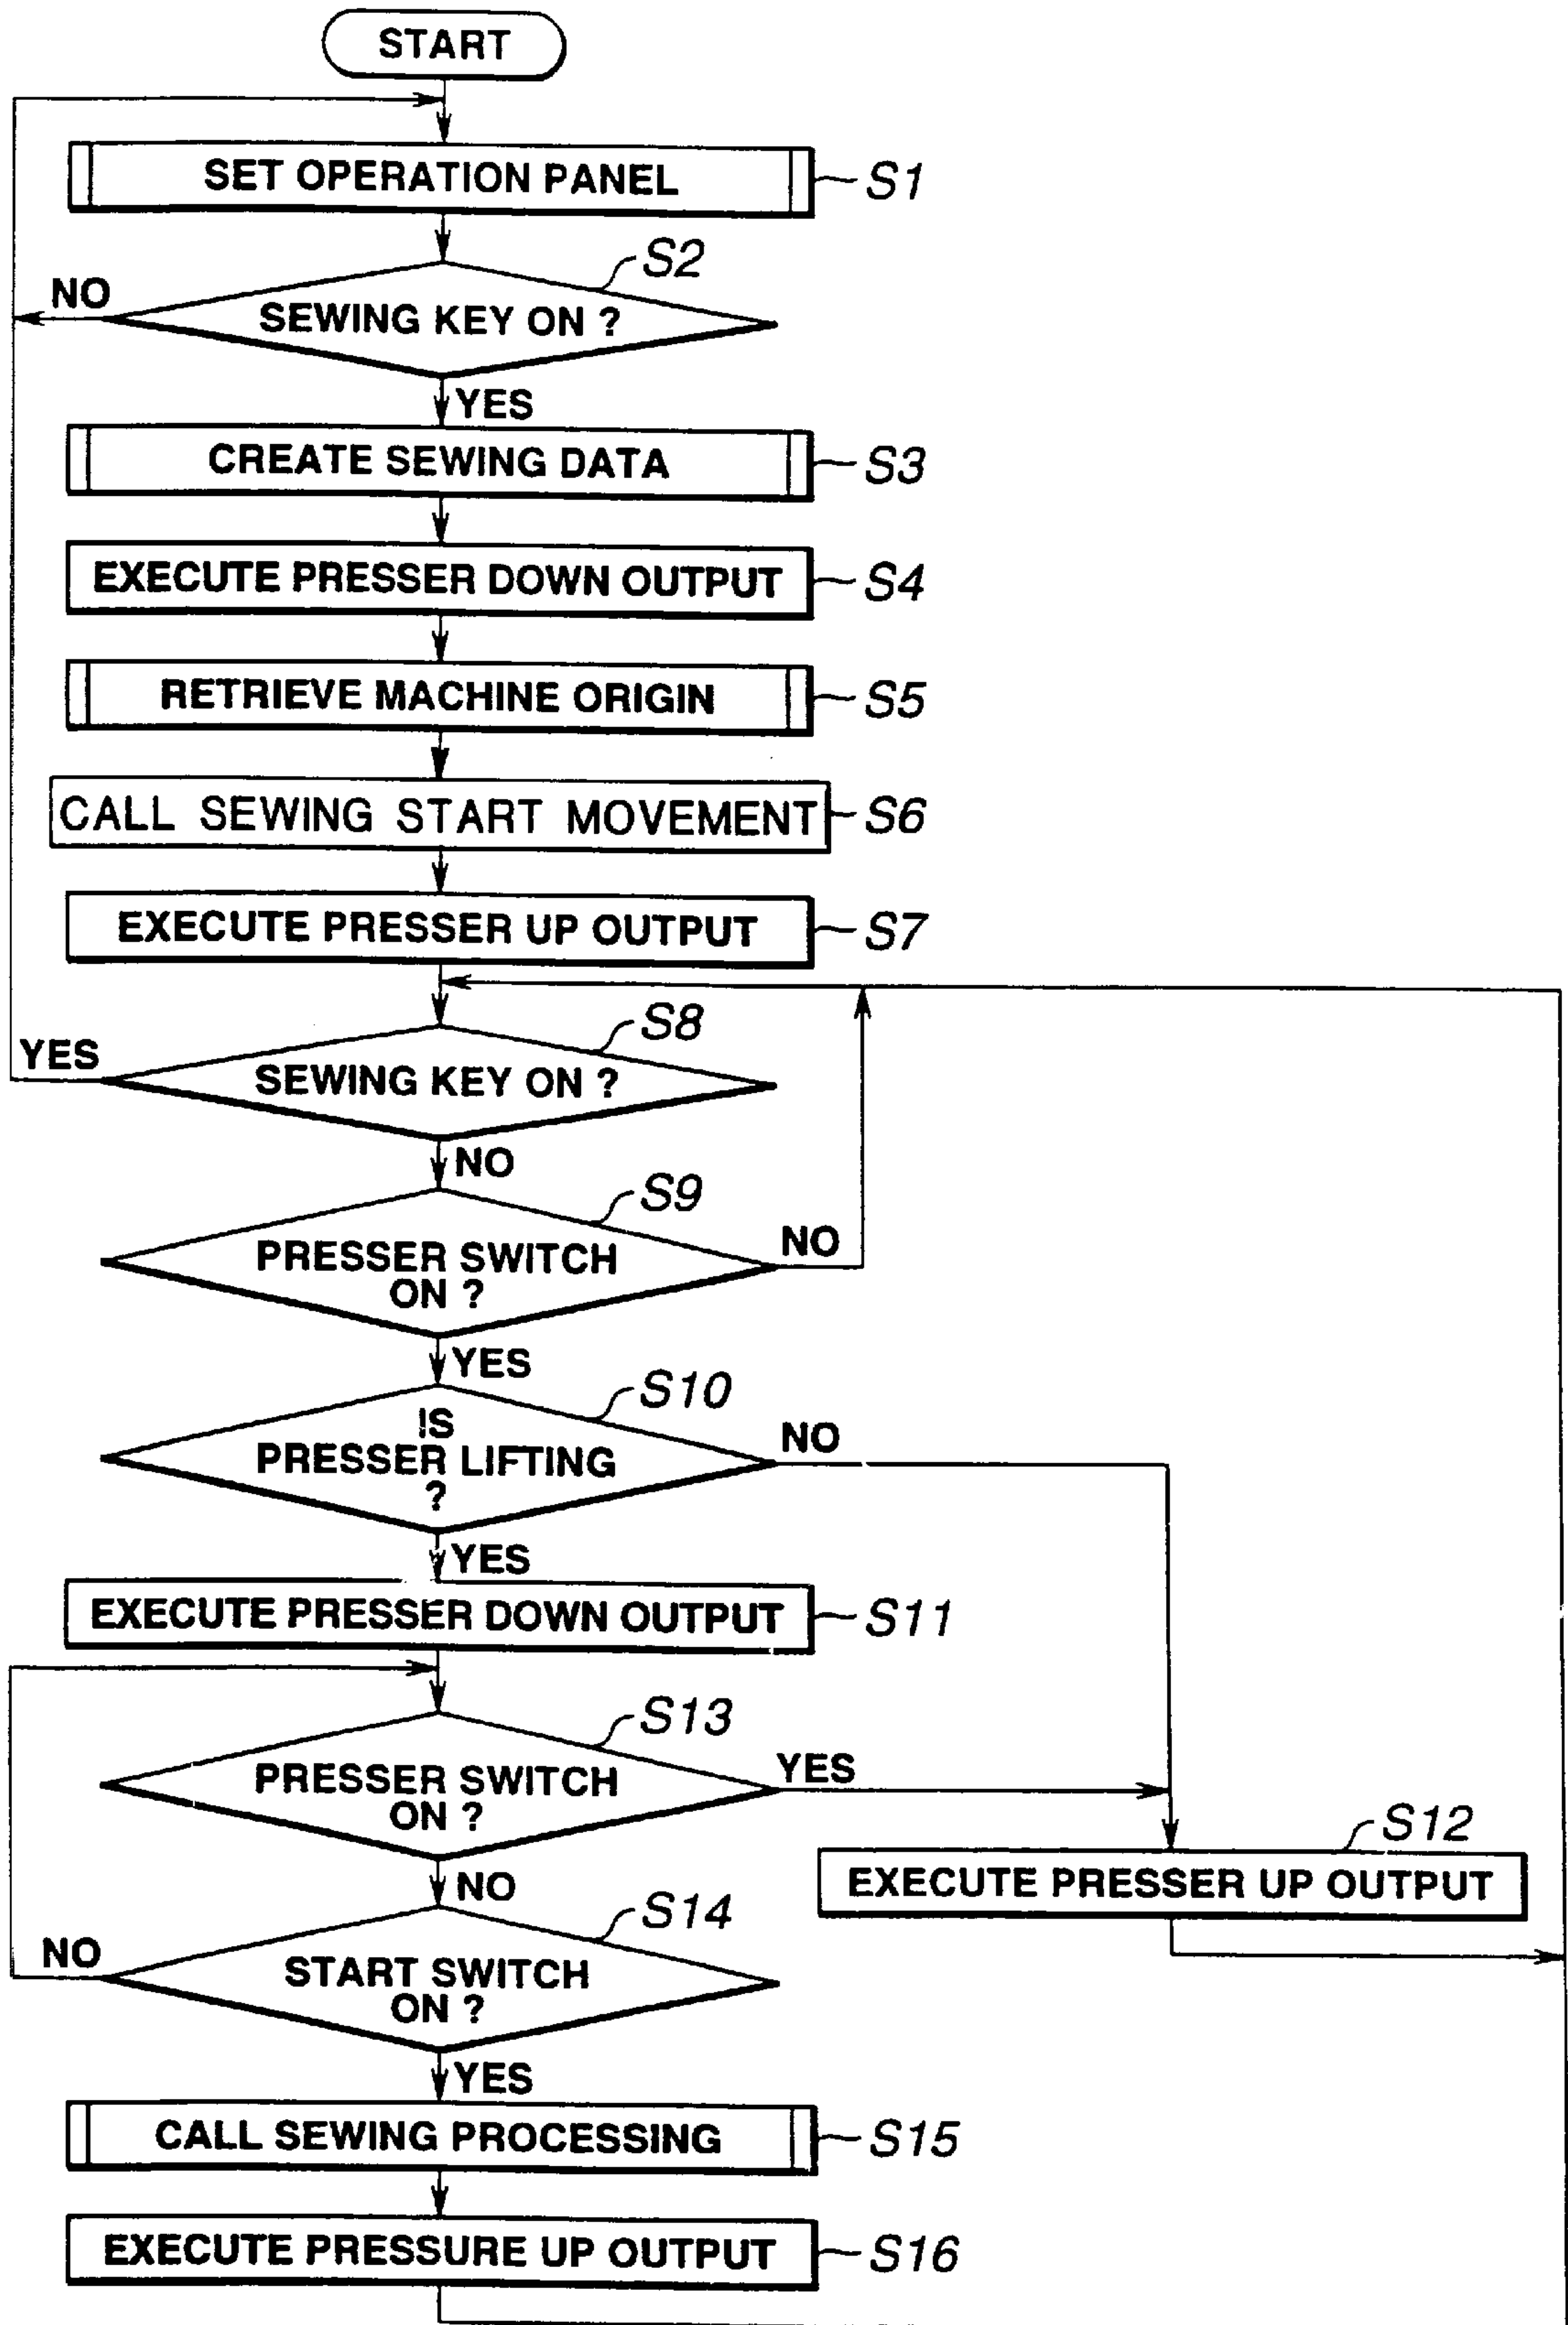 START
SET OPERATION PANEL
S1
S2
NO
SEWING KEY ON ?
YES
CREATE SEWING DATA
S3
EXECUTE PRESSER DOWN OUTPUT
S4
RETRIEVE MACHINE ORIGIN
S5
CALL SEWING START MOVEMENT
S6
EXECUTE PRESSER UP OUTPUT
S7
S8
YES
SEWING KEY ON ?
NO
S9
PRESSER SWITCH
ON ?
NO
YES
S10
IS
PRESSER LIFTING
?
NO
YES
EXECUTE PRESSER DOWN OUTPUT
S11
S13
PRESSER SWITCH
ON ?
YES
S12
EXECUTE PRESSER UP OUTPUT
NO
S14
NO
START SWITCH
ON ?
YES
CALL SEWING PROCESSING
S15
EXECUTE PRESSURE UP OUTPUT
S16